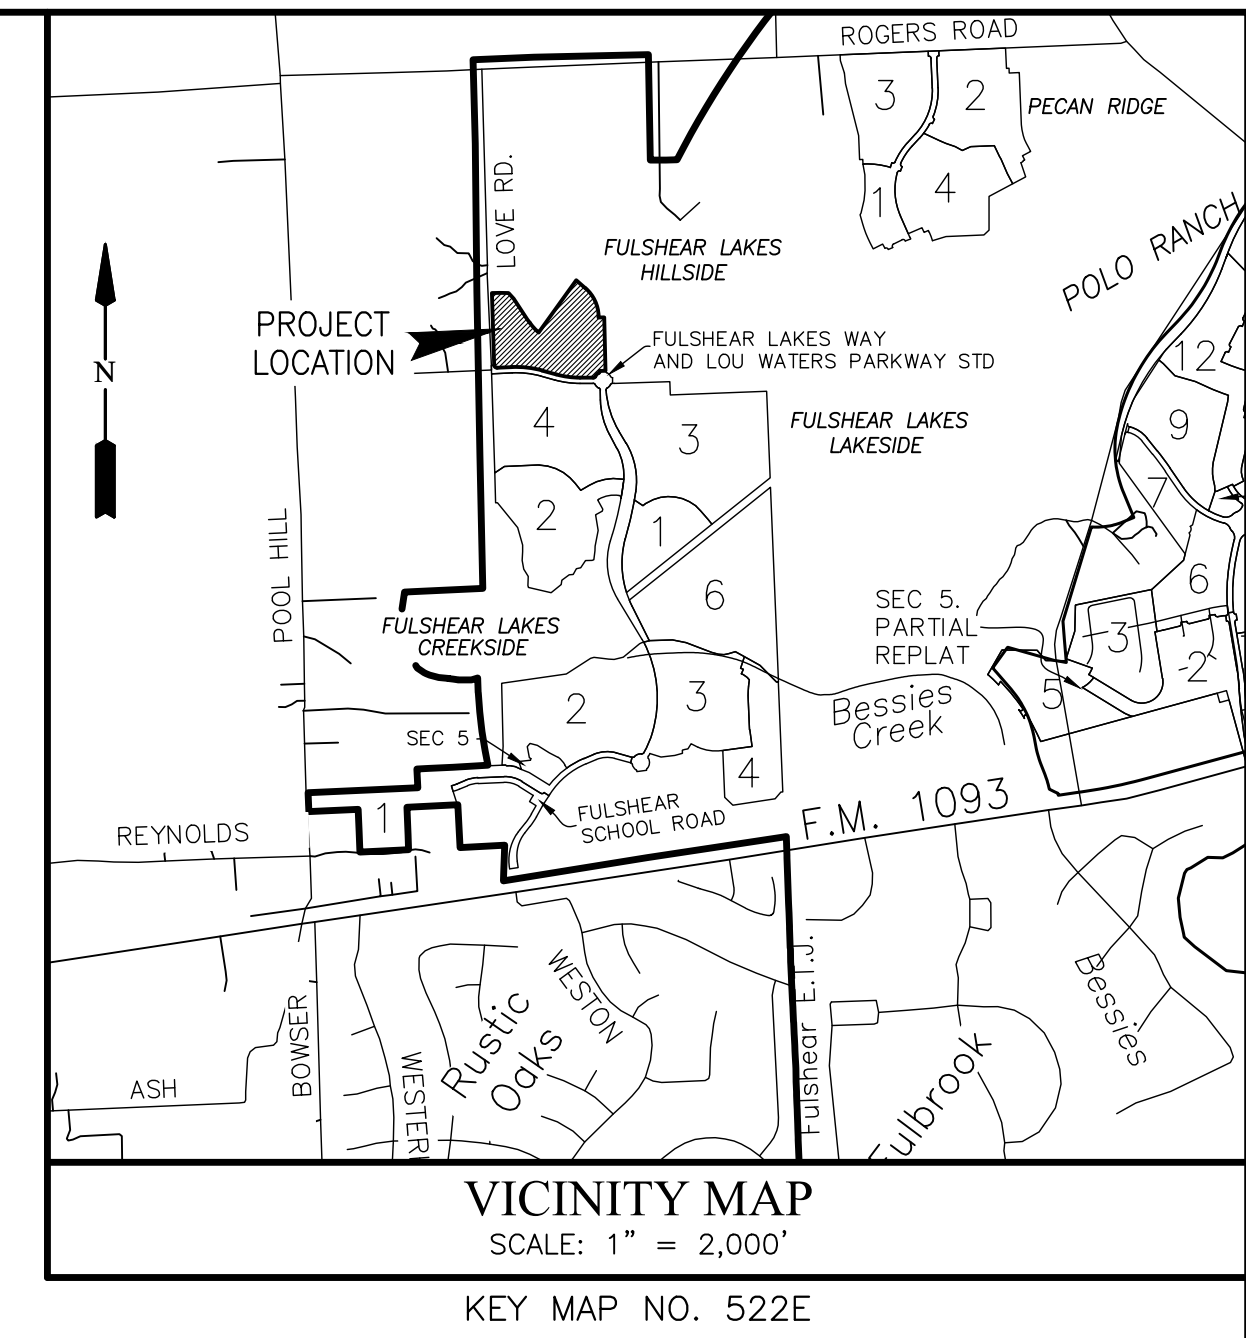 ROGERS ROAD
3
2
PECAN RIDGE
1
4
LOVE RD.
POLO RANCH
FULSHEAR LAKES
HILLSIDE
PROJECT
LOCATION
FULSHEAR LAKES WAY
AND LOU WATERS PARKWAY STD
N
12
4
3
FULSHEAR LAKES
LAKESIDE
9
7
2
1
POOL HILL
6
6
SEC 5.
PARTIAL
REPLAT
FULSHEAR LAKES
CREEKSIDE
3
1
2
2
3
5
Bessies
Creek
SEC 5
4
1
FULSHEAR
SCHOOL ROAD
F.M. 1093
REYNOLDS
WESTON
Rustic
Oaks
BOWSER
ASH
Fulshear E.T.J.
Fulbrook
Bessies
VICINITY MAP
SCALE: 1" = 2,000'
KEY MAP NO. 522E